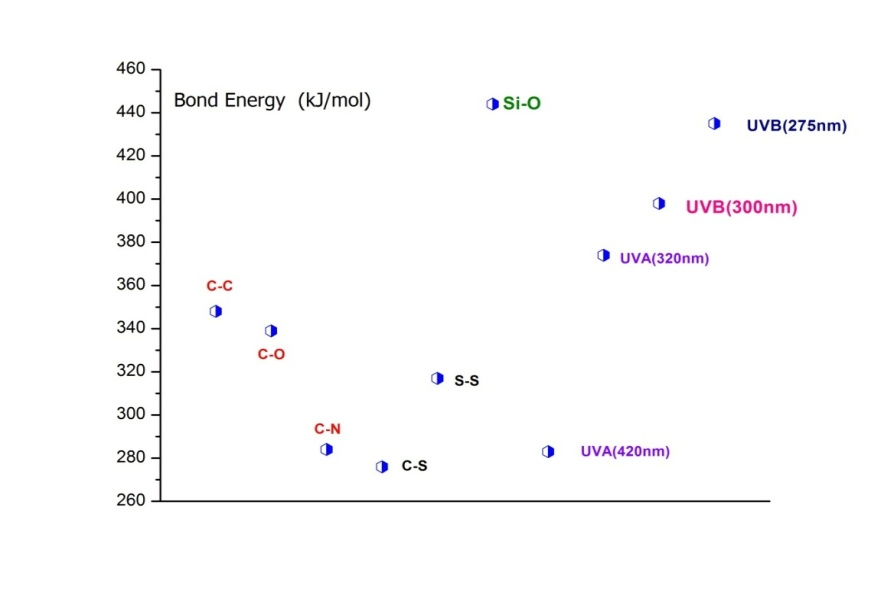 460
Bond Energy (kJ/mol)
Si-O
440
UVB(275nm)
420
400
UVB(300nm)
380
UVA(320nm)
360
C-C
340
C-O
320
S-S
300
C-N
280
C-S
UVA(420nm)
260